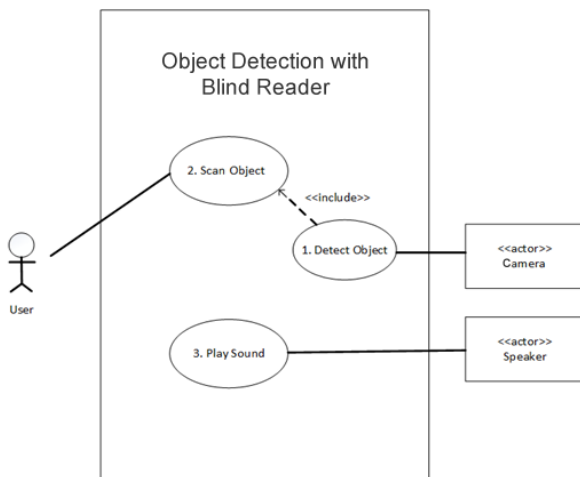 Object Detection with
Blind Reader
2. Scan Object
<<include>>
1. Detect Object
<<actor>>
Camera
User
3. Play Sound
<<actor>>
Speaker